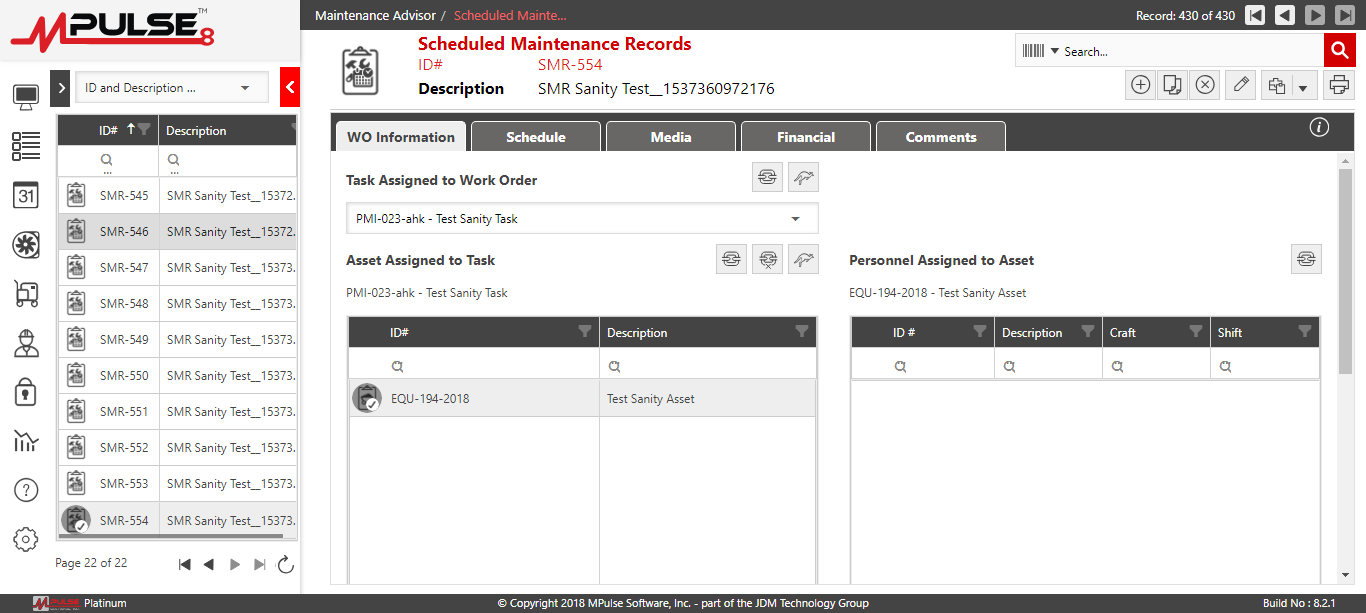 MPULSE 8 ™
Maintenance Advisor / Scheduled Mainte...
Record: 430 of 430
Scheduled Maintenance Records
ID# SMR-554
Description SMR Sanity Test__1537360972176
Search...
ID and Description ...
ID# Description
...
...
SMR-545 SMR Sanity Test__15372.
SMR-546 SMR Sanity Test__15372.
SMR-547 SMR Sanity Test__15373.
SMR-548 SMR Sanity Test__15373.
SMR-549 SMR Sanity Test__15373.
SMR-550 SMR Sanity Test__15373.
SMR-551 SMR Sanity Test__15373.
SMR-552 SMR Sanity Test__15373.
SMR-553 SMR Sanity Test__15373.
SMR-554 SMR Sanity Test__15373.
Page 22 of 22
31
?
WO Information Schedule Media Financial Comments
i
Task Assigned to Work Order
PMI-023-ahk - Test Sanity Task
Asset Assigned to Task
PMI-023-ahk - Test Sanity Task
ID# Description
EQU-194-2018 Test Sanity Asset
Personnel Assigned to Asset
EQU-194-2018 - Test Sanity Asset
ID # Description Craft Shift
MPULSE Platinum
© Copyright 2018 MPulse Software, Inc. - part of the JDM Technology Group
Build No : 8.2.1